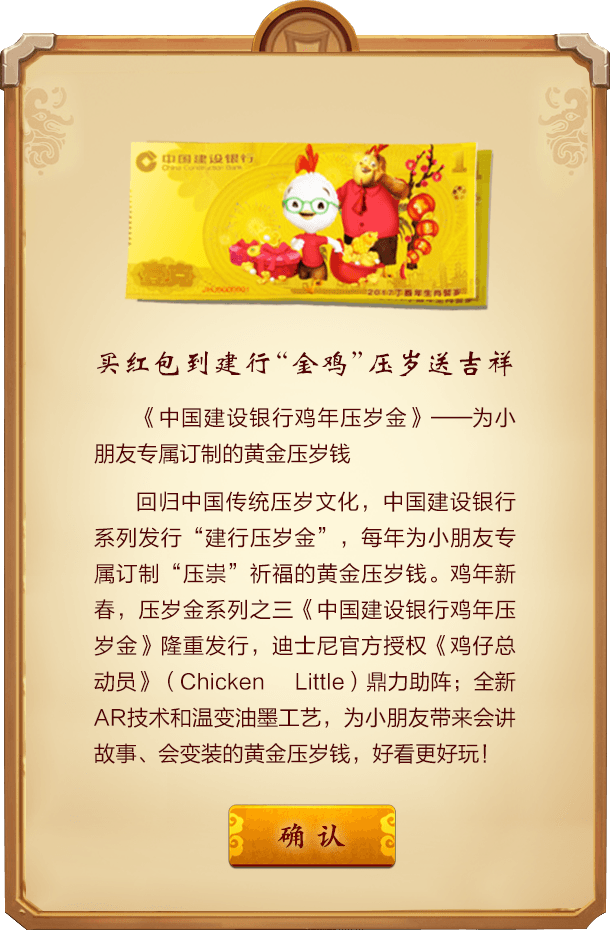 中国建设银行
China Construction Bank
2017丁酉年生肖贺岁
买红包到建行“金鸡”压岁送吉祥
《中国建设银行鸡年压岁金》——为小
朋友专属订制的黄金压岁钱
回归中国传统压岁文化，中国建设银行
系列发行“建行压岁金”，每年为小朋友专
属订制“压祟”祈福的黄金压岁钱。鸡年新
春，压岁金系列之三《中国建设银行鸡年压
岁金》隆重发行，迪士尼官方授权《鸡仔总
动员》（Chicken Little）鼎力助阵；全新
AR技术和温变油墨工艺，为小朋友带来会讲
故事、会变装的黄金压岁钱，好看更好玩！
确认